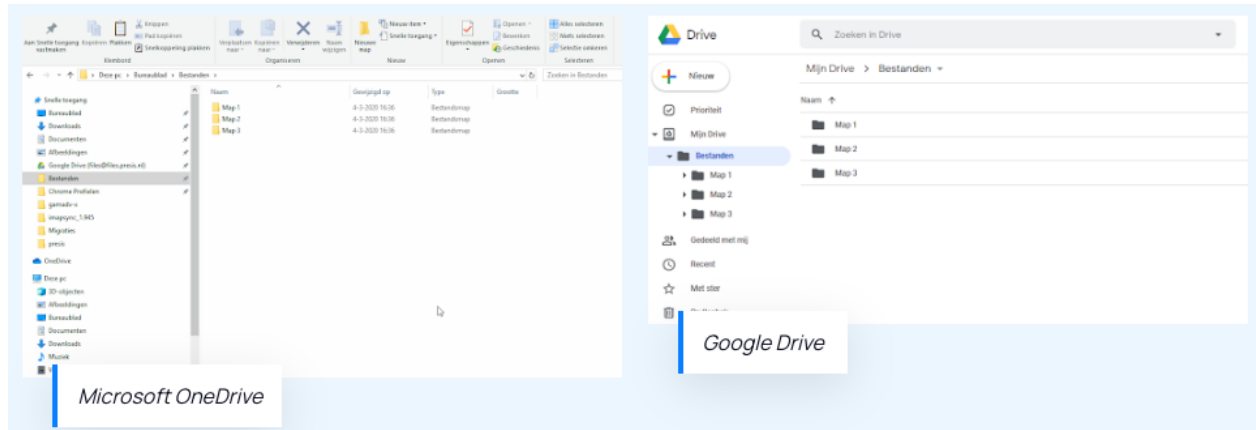 Knippen
Pad kopiëren
Snelkoppeling plakken
Aan Snelle toegang vastmaken
Kopiëren
Plakken
Klembord
Verplaatsen naar
Kopiëren naar
Verwijderen
Naam wijzigen
Organiseren
Nieuwe map
Nieuw item
Snelle toegang
Nieuw
Eigenschappen
Openen
Bewerken
Geschiedenis
Openen
Alles selecteren
Niets selecteren
Selectie omkeren
Selecteren
Deze pc > Bureaublad > Bestanden >
Zoeken in Bestanden
Naam Gewijzigd op Type Grootte
Map 1 4-3-2020 16:36 Bestandsmap
Map 2 4-3-2020 16:36 Bestandsmap
Map 3 4-3-2020 16:36 Bestandsmap
Snelle toegang
Bureaublad
Downloads
Documenten
Afbeeldingen
Google Drive (files@files.presis.nl)
Bestanden
Chrome Profielen
gamadv-x
imapsync_1.945
Migraties
presis
OneDrive
Deze pc
3D-objecten
Afbeeldingen
Bureaublad
Documenten
Downloads
Muziek
Microsoft OneDrive
Drive
Zoeken in Drive
Nieuw
Mijn Drive > Bestanden
Naam
Map 1
Map 2
Map 3
Prioriteit
Mijn Drive
Bestanden
Map 1
Map 2
Map 3
Gedeeld met mij
Recent
Met ster
Google Drive